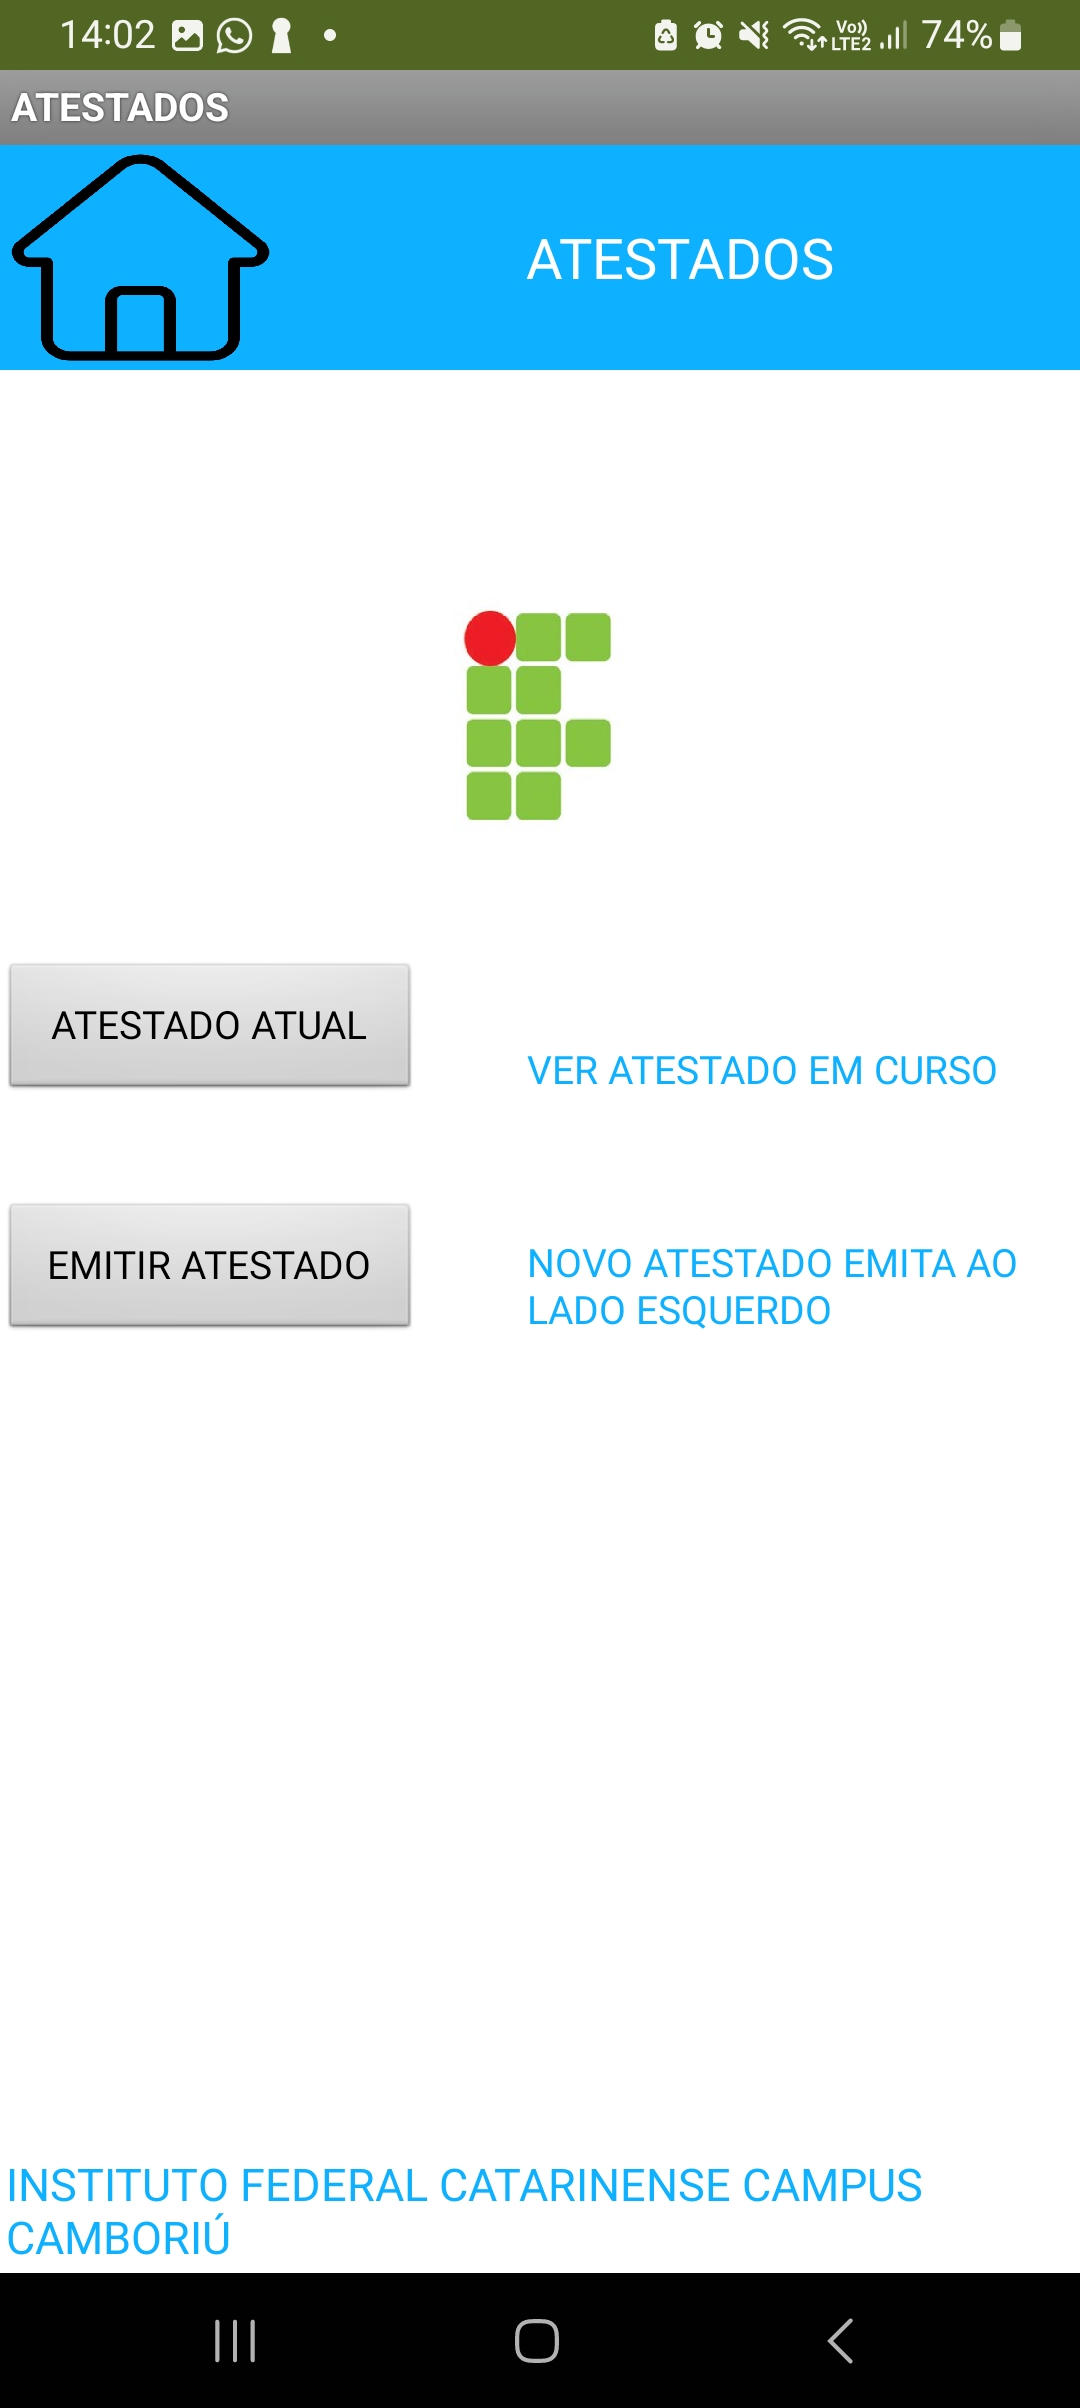 14:02
Vo)) LTE2 74%
ATESTADOS
ATESTADOS
ATESTADO ATUAL
VER ATESTADO EM CURSO
EMITIR ATESTADO
NOVO ATESTADO EMITA AO
LADO ESQUERDO
INSTITUTO FEDERAL CATARINENSE CAMPUS
CAMBORIÚ